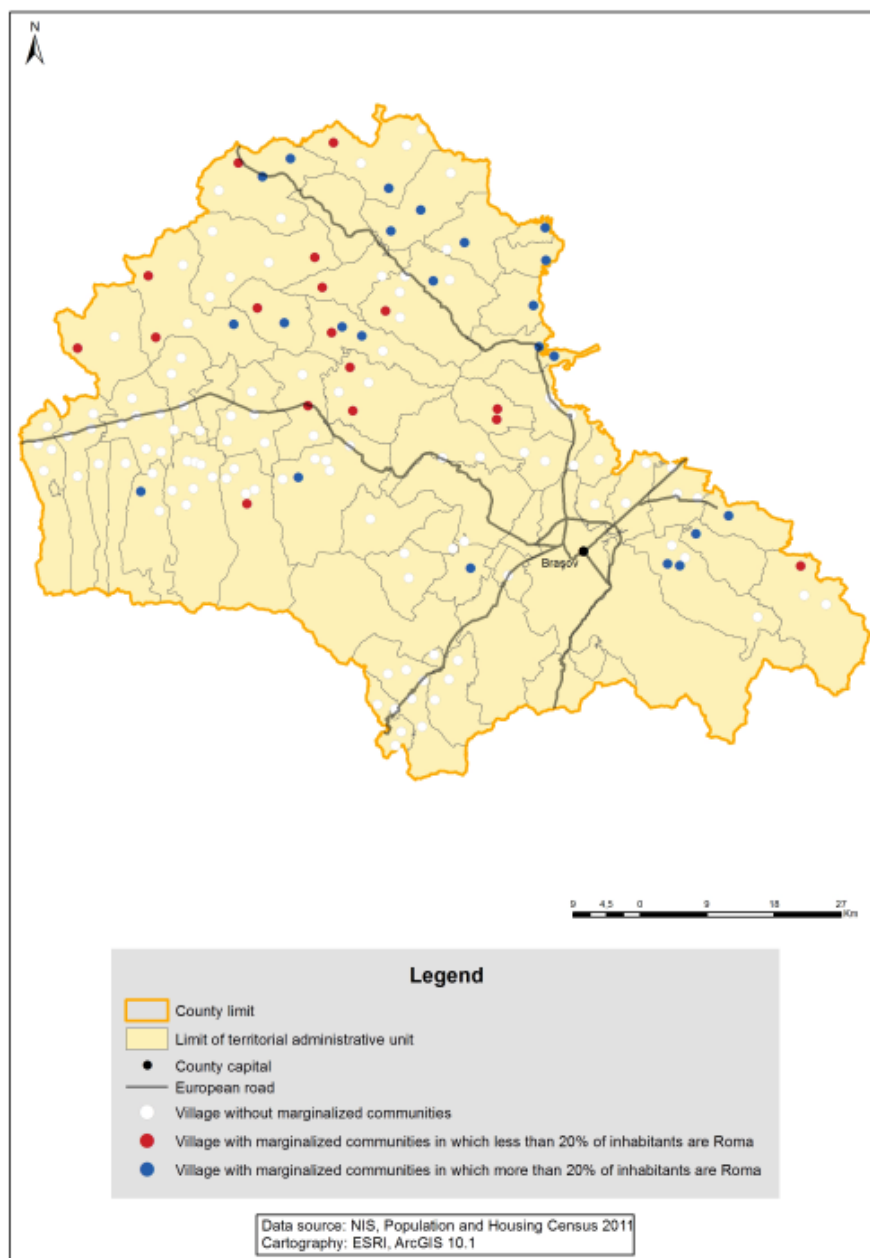 N
Brașov
9 4,5 0 9 18 27
Km
Legend
County limit
Limit of territorial administrative unit
County capital
European road
Village without marginalized communities
Village with marginalized communities in which less than 20% of inhabitants are Roma
Village with marginalized communities in which more than 20% of inhabitants are Roma
Data source: NIS, Population and Housing Census 2011
Cartography: ESRI, ArcGIS 10.1